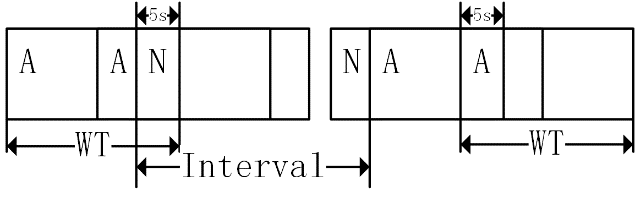 5s 5s
A A N N A A
WT WT
Interval